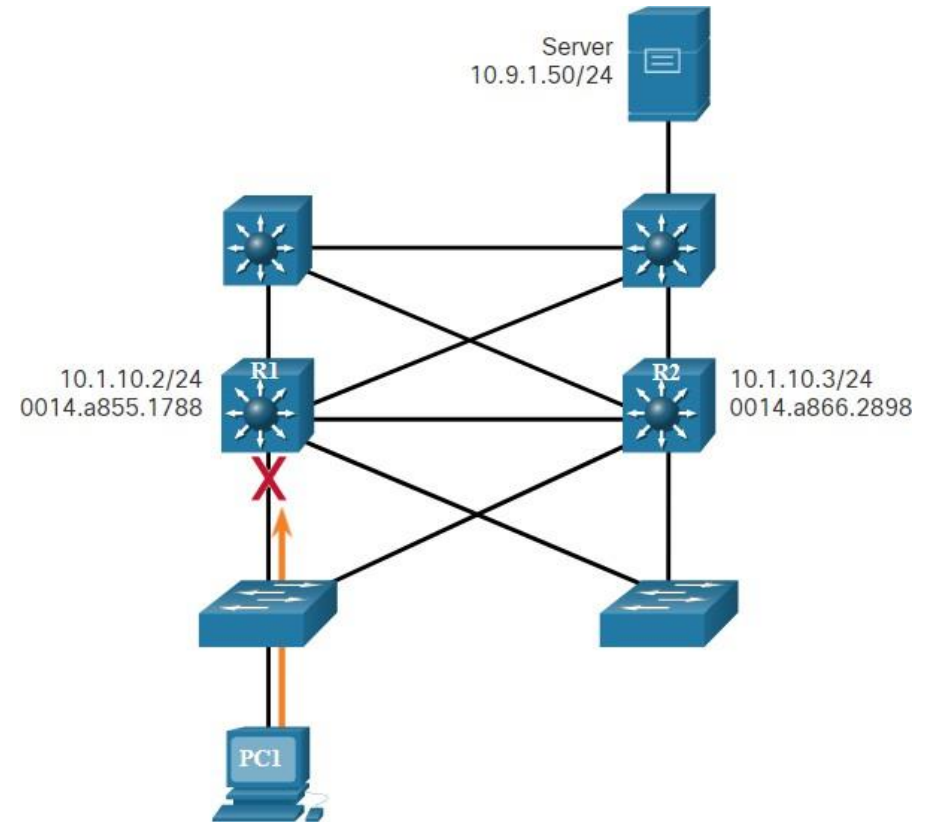 Server
10.9.1.50/24
R1
R2
10.1.10.2/24
0014.a855.1788
10.1.10.3/24
0014.a866.2898
X
PC1